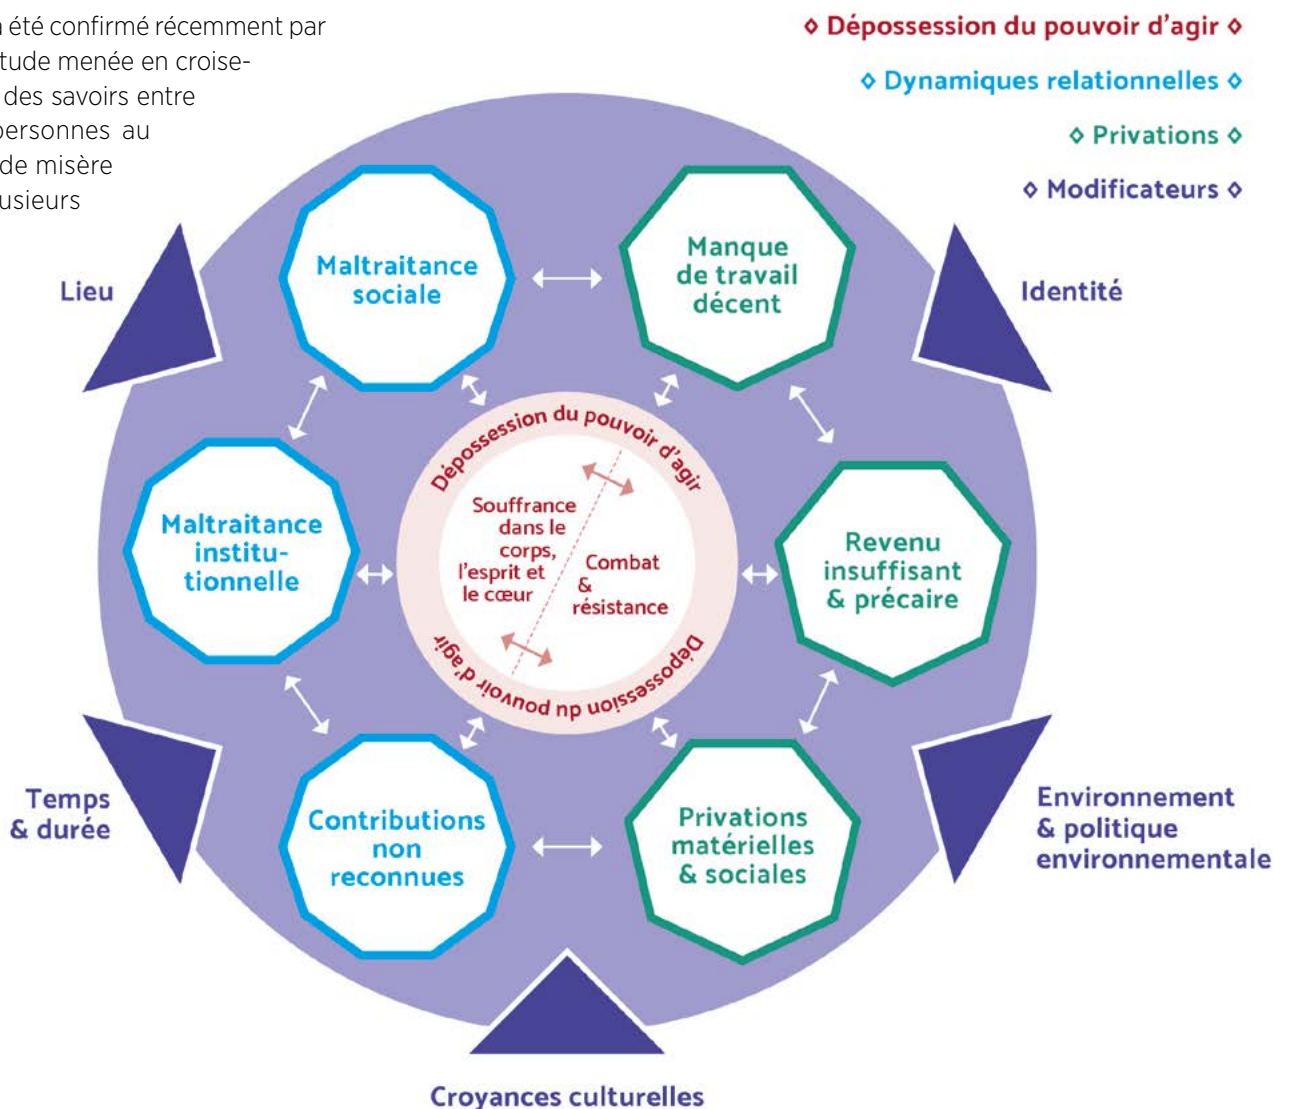 a été confirmé récemment par
tude menée en croise-
des savoirs entre
personnes au
de misère
usieurs
◊ Dépossession du pouvoir d'agir ◊
◊ Dynamiques relationnelles ◊
◊ Privations ◊
◊ Modificateurs ◊
Lieu
Maltraitance
sociale
Manque
de travail
décent
Identité
Dépossession du pouvoir d'agir
Maltraitance
institu-
tionnelle
Souffrance
dans le
corps,
l'esprit et
le cœur
Combat
&
résistance
Revenu
insuffisant
& précaire
Dépossession du pouvoir d'agir
Temps
& durée
Contributions
non
reconnues
Privations
matérielles
& sociales
Environnement
& politique
environnementale
Croyances culturelles